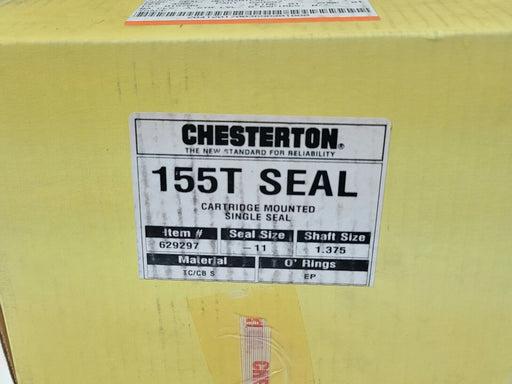 CHESTERTON®
THE NEW STANDARD FOR RELIABILITY
155T SEAL
CARTRIDGE MOUNTED
SINGLE SEAL
Item # Seal Size Shaft Size
629297 -11 1.375
Material O' Rings
TC/CB S EP